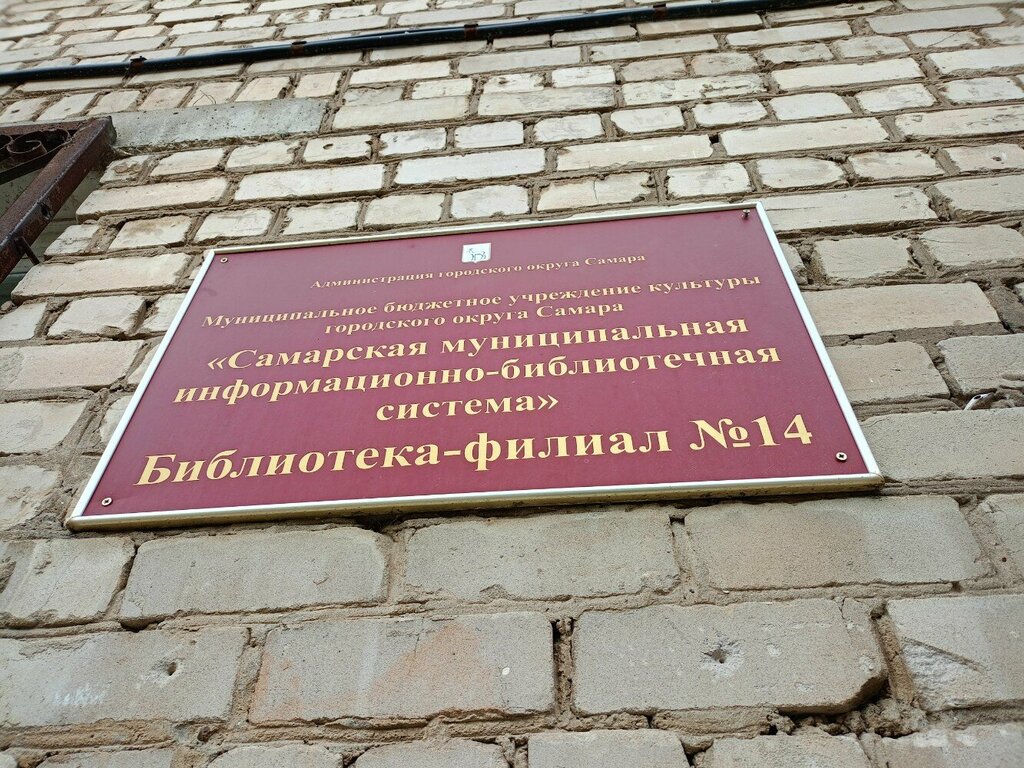 Администрация городского округа Самара
Муниципальное бюджетное учреждение культуры
городского округа Самара
«Самарская муниципальная
информационно-библиотечная
система»
Библиотека-филиал №14